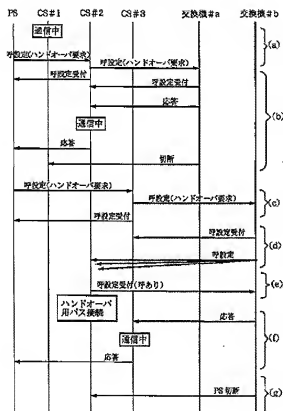 PS CS#1 CS#2 CS#3 交換機#a 交換機#b
通信中
呼設定(ハンドオーバ要求)
呼設定(ハンドオーバ要求)
(a)
呼設定受付
呼設定受付
応答
通信中
(b)
応答
切断
呼設定(ハンドオーバ要求)
呼設定(ハンドオーバ要求)
(c)
呼設定受付
呼設定受付
(d)
呼設定
呼設定受付(呼あり)
(e)
ハンドオーバ
用パス接続
応答
通信中
(f)
応答
PS切断
(g)